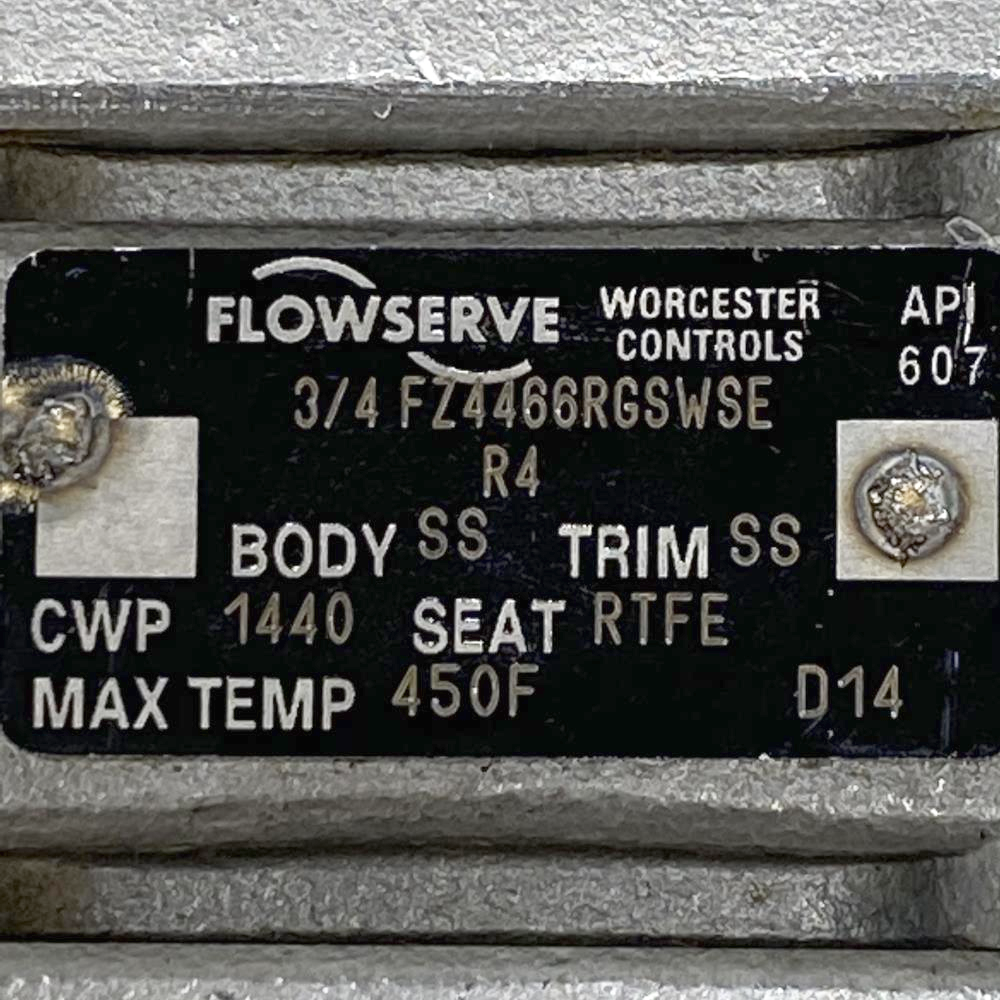 FLOWSERVE WORCESTER CONTROLS API 607
3/4 FZ4466RGSWSE
R4
BODY SS TRIM SS
CWP 1440 SEAT RTFE
MAX TEMP 450F D14